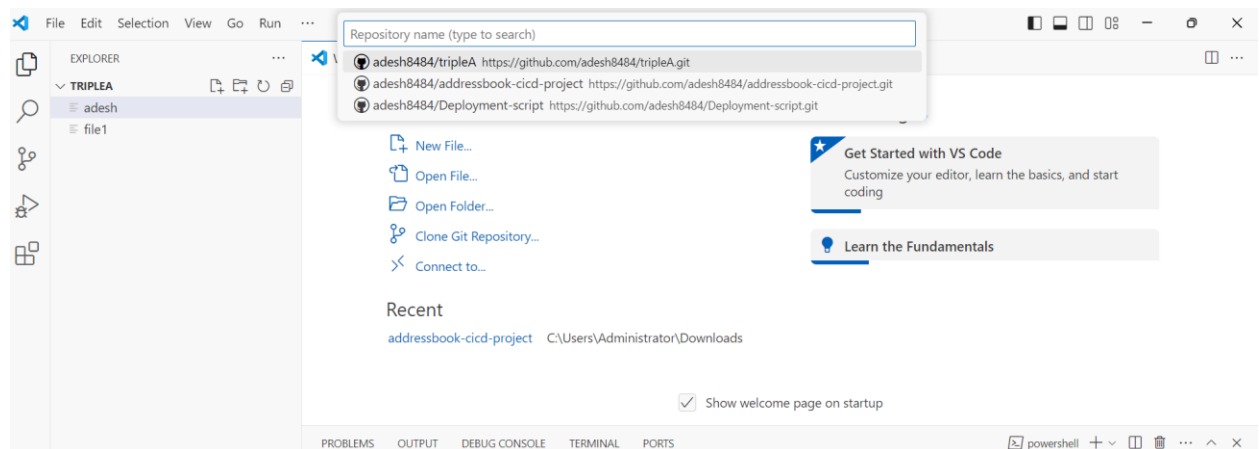 File Edit Selection View Go Run ...
Repository name (type to search)
adesh8484/tripleA https://github.com/adesh8484/tripleA.git
adesh8484/addressbook-cicd-project https://github.com/adesh8484/addressbook-cicd-project.git
adesh8484/Deployment-script https://github.com/adesh8484/Deployment-script.git
EXPLORER
TRIPLEA
adesh
file1
New File...
Open File...
Open Folder...
Clone Git Repository...
Connect to...
Recent
addressbook-cicd-project C:\Users\Administrator\Downloads
Get Started with VS Code
Customize your editor, learn the basics, and start
coding
Learn the Fundamentals
Show welcome page on startup
PROBLEMS OUTPUT DEBUG CONSOLE TERMINAL PORTS
powershell